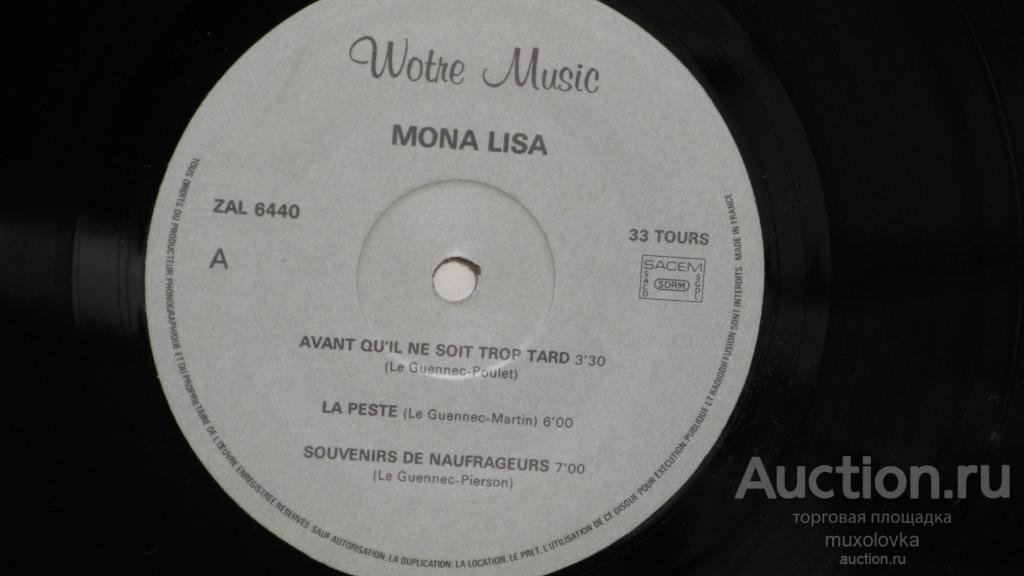 Wotre Music
MONA LISA
ZAL 6440
A
33 TOURS
SACEM
SACD
SDRM
SGDL
AVANT QU'IL NE SOIT TROP TARD 3'30
(Le Guennec-Poulet)
LA PESTE (Le Guennec-Martin) 6'00
SOUVENIRS DE NAUFRAGEURS 7'00
(Le Guennec-Pierson)
TOUS DROITS DU PRODUCTEUR PHONOGRAPHIQUE ET DU PROPRIETAIRE DE L'ŒUVRE ENREGISTREE RESERVES. SAUF AUTORISATION, LA DUPLICATION, LA LOCATION, LE PRET, L'UTILISATION DE CE DISQUE POUR EXECUTION PUBLIQUE ET RADIODIFFUSION SONT INTERDITS MADE IN FRANCE
Auction.ru
торговая площадка
muxolovka
auction.ru